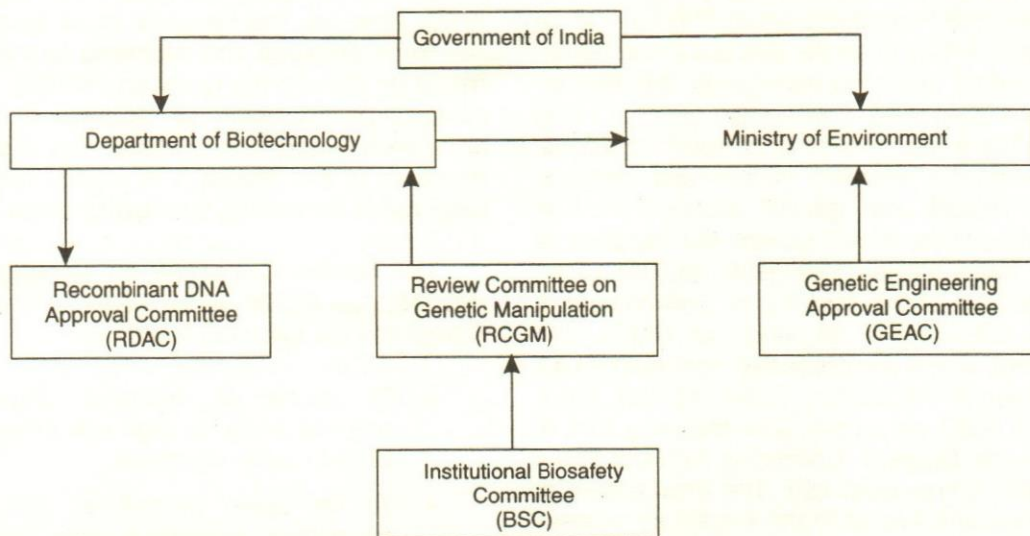 Government of India
Department of Biotechnology
Ministry of Environment
Recombinant DNA
Approval Committee
(RDAC)
Review Committee on
Genetic Manipulation
(RCGM)
Genetic Engineering
Approval Committee
(GEAC)
Institutional Biosafety
Committee
(BSC)